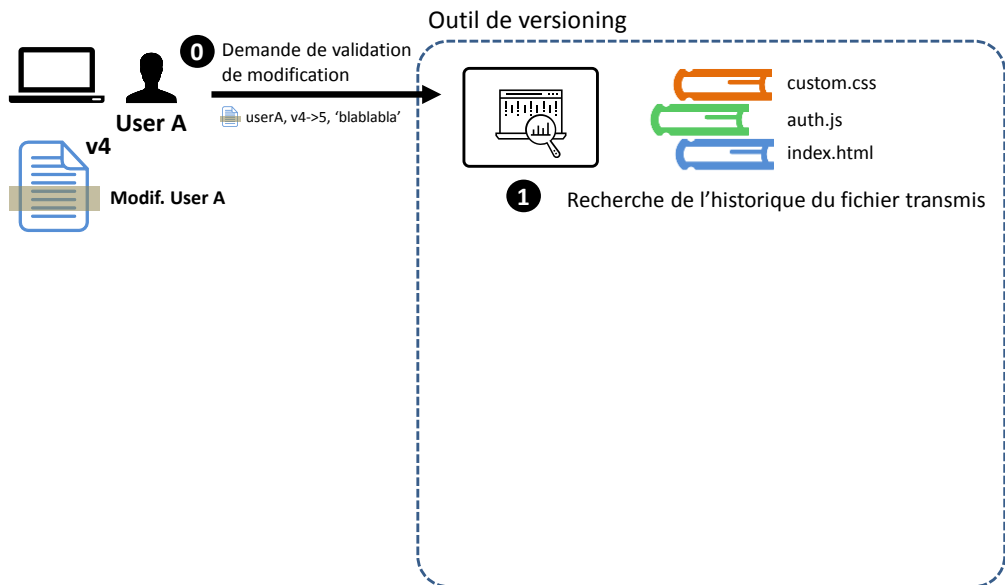 Outil de versioning
0
Demande de validation
de modification
userA, v4->5, ‘blablabla’
User A
v4
Modif. User A
custom.css
auth.js
index.html
1
Recherche de l’historique du fichier transmis